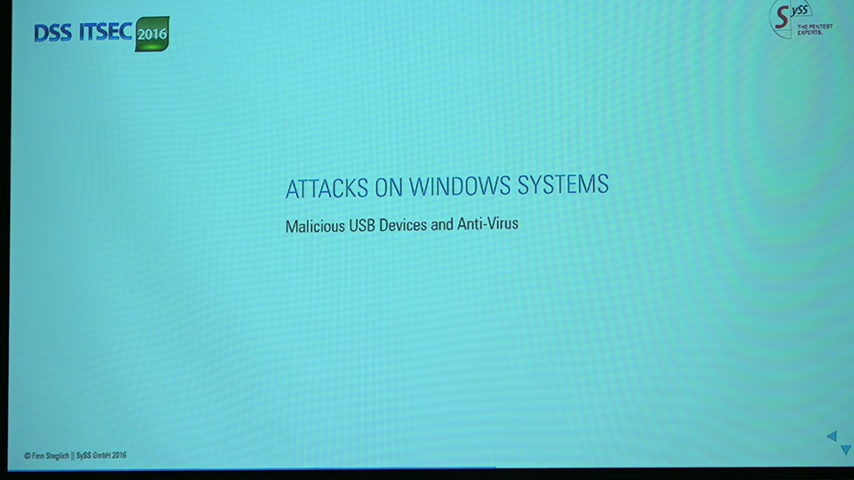 DSS ITSEC 2016
SySS
THE PENTEST
EXPERTS.
ATTACKS ON WINDOWS SYSTEMS
Malicious USB Devices and Anti-Virus
© Finn Steglich || SySS GmbH 2016